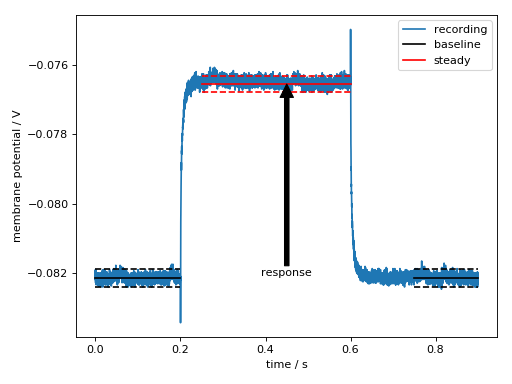 recording
baseline
steady
−0.076
−0.078
−0.080
−0.082
membrane potential / V
response
0.0 0.2 0.4 0.6 0.8
time / s